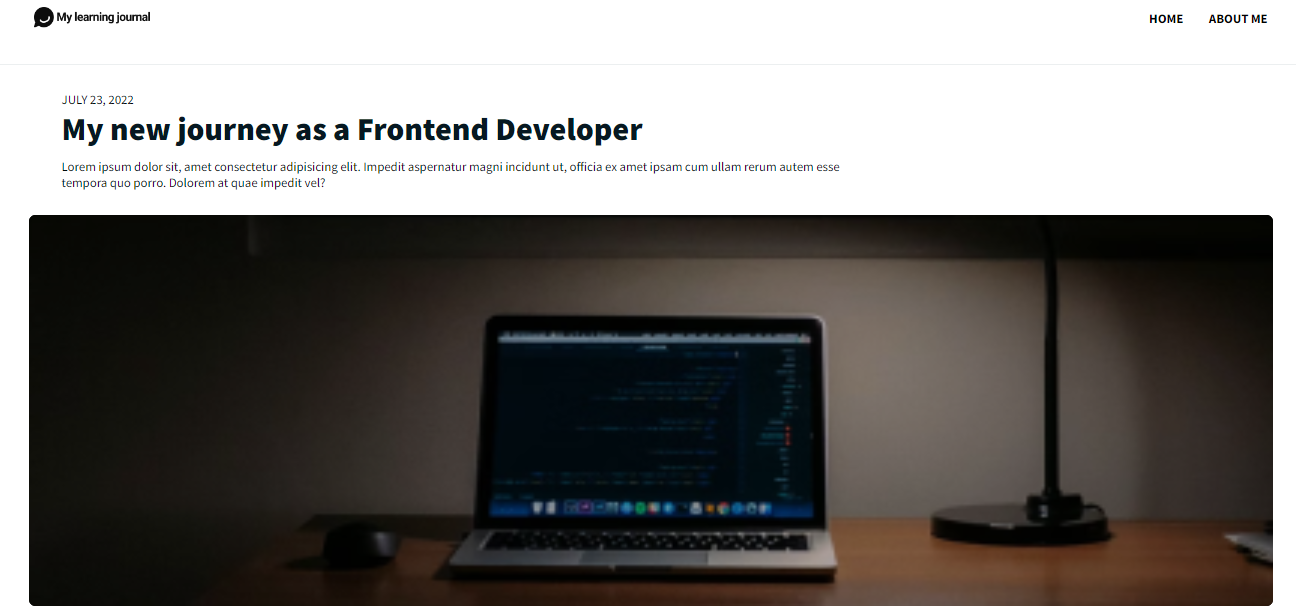 My learning journal
HOME
ABOUT ME
JULY 23, 2022
My new journey as a Frontend Developer
Lorem ipsum dolor sit, amet consectetur adipisicing elit. Impedit aspernatur magni incidunt ut, officia ex amet ipsam cum ullam rerum autem esse
tempora quo porro. Dolorem at quae impedit vel?